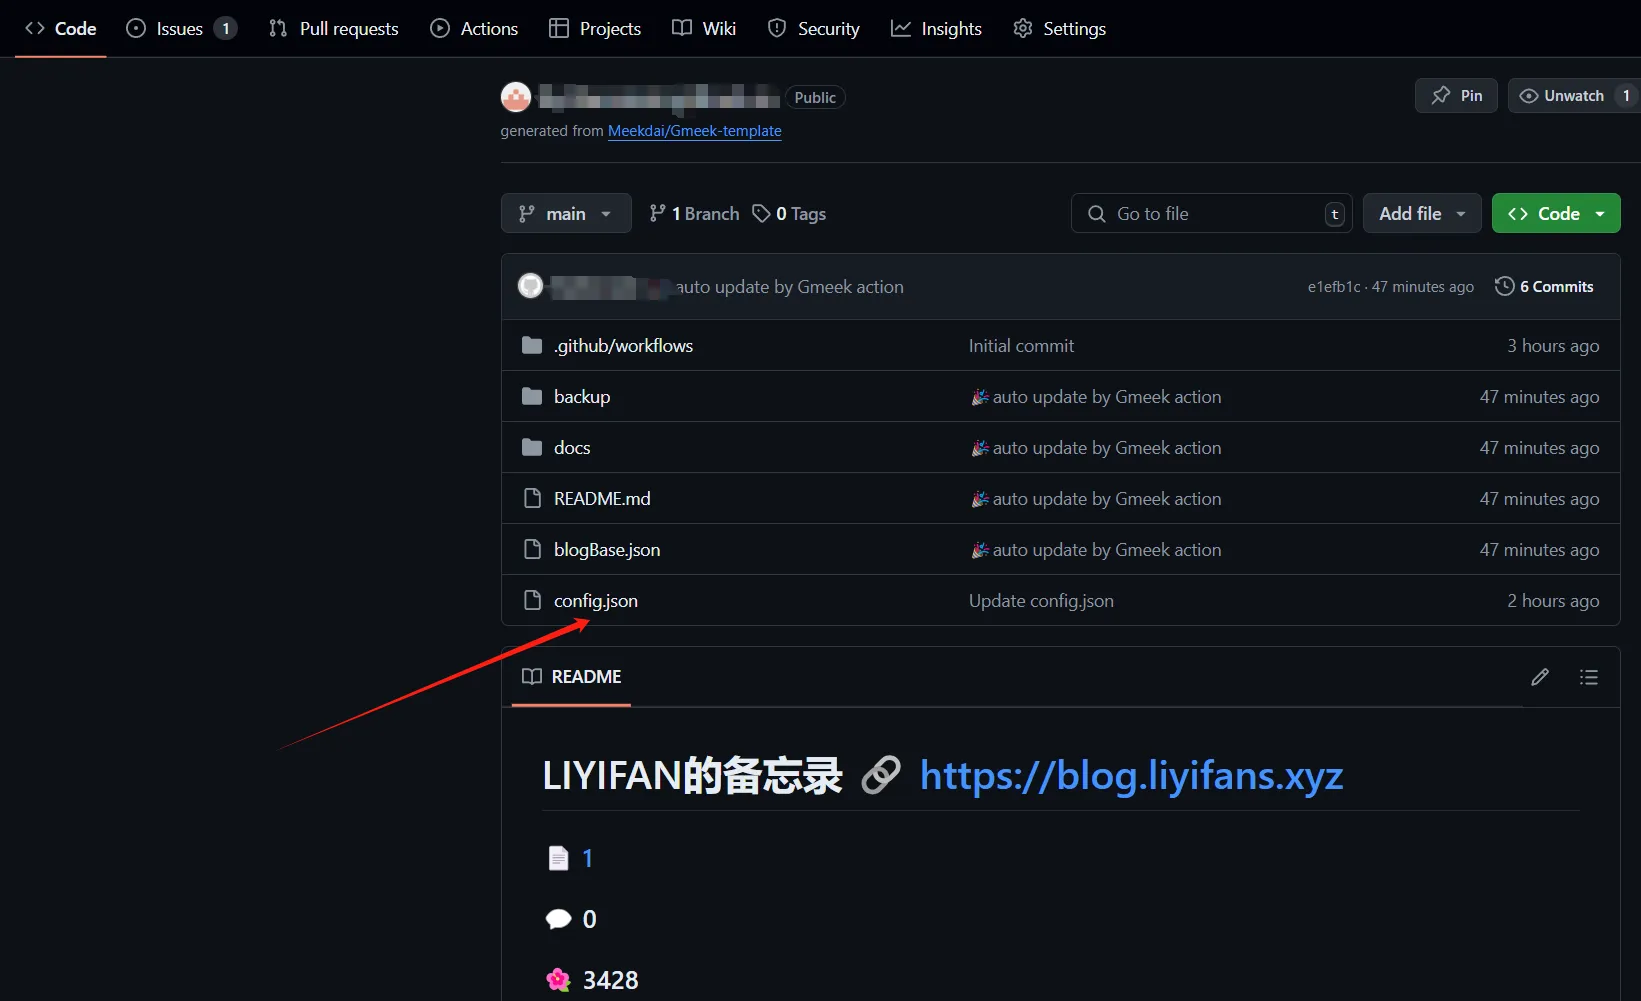 Code Issues 1 Pull requests Actions Projects Wiki Security Insights Settings
Public Pin Unwatch 1
generated from Meekdai/Gmeek-template
main 1 Branch 0 Tags Go to file t Add file Code
auto update by Gmeek action e1efb1c · 47 minutes ago 6 Commits
.github/workflows Initial commit 3 hours ago
backup 🎉 auto update by Gmeek action 47 minutes ago
docs 🎉 auto update by Gmeek action 47 minutes ago
README.md 🎉 auto update by Gmeek action 47 minutes ago
blogBase.json 🎉 auto update by Gmeek action 47 minutes ago
config.json Update config.json 2 hours ago
README
LIYIFAN的备忘录 🔗 https://blog.liyifans.xyz
📄 1
💬 0
🌺 3428